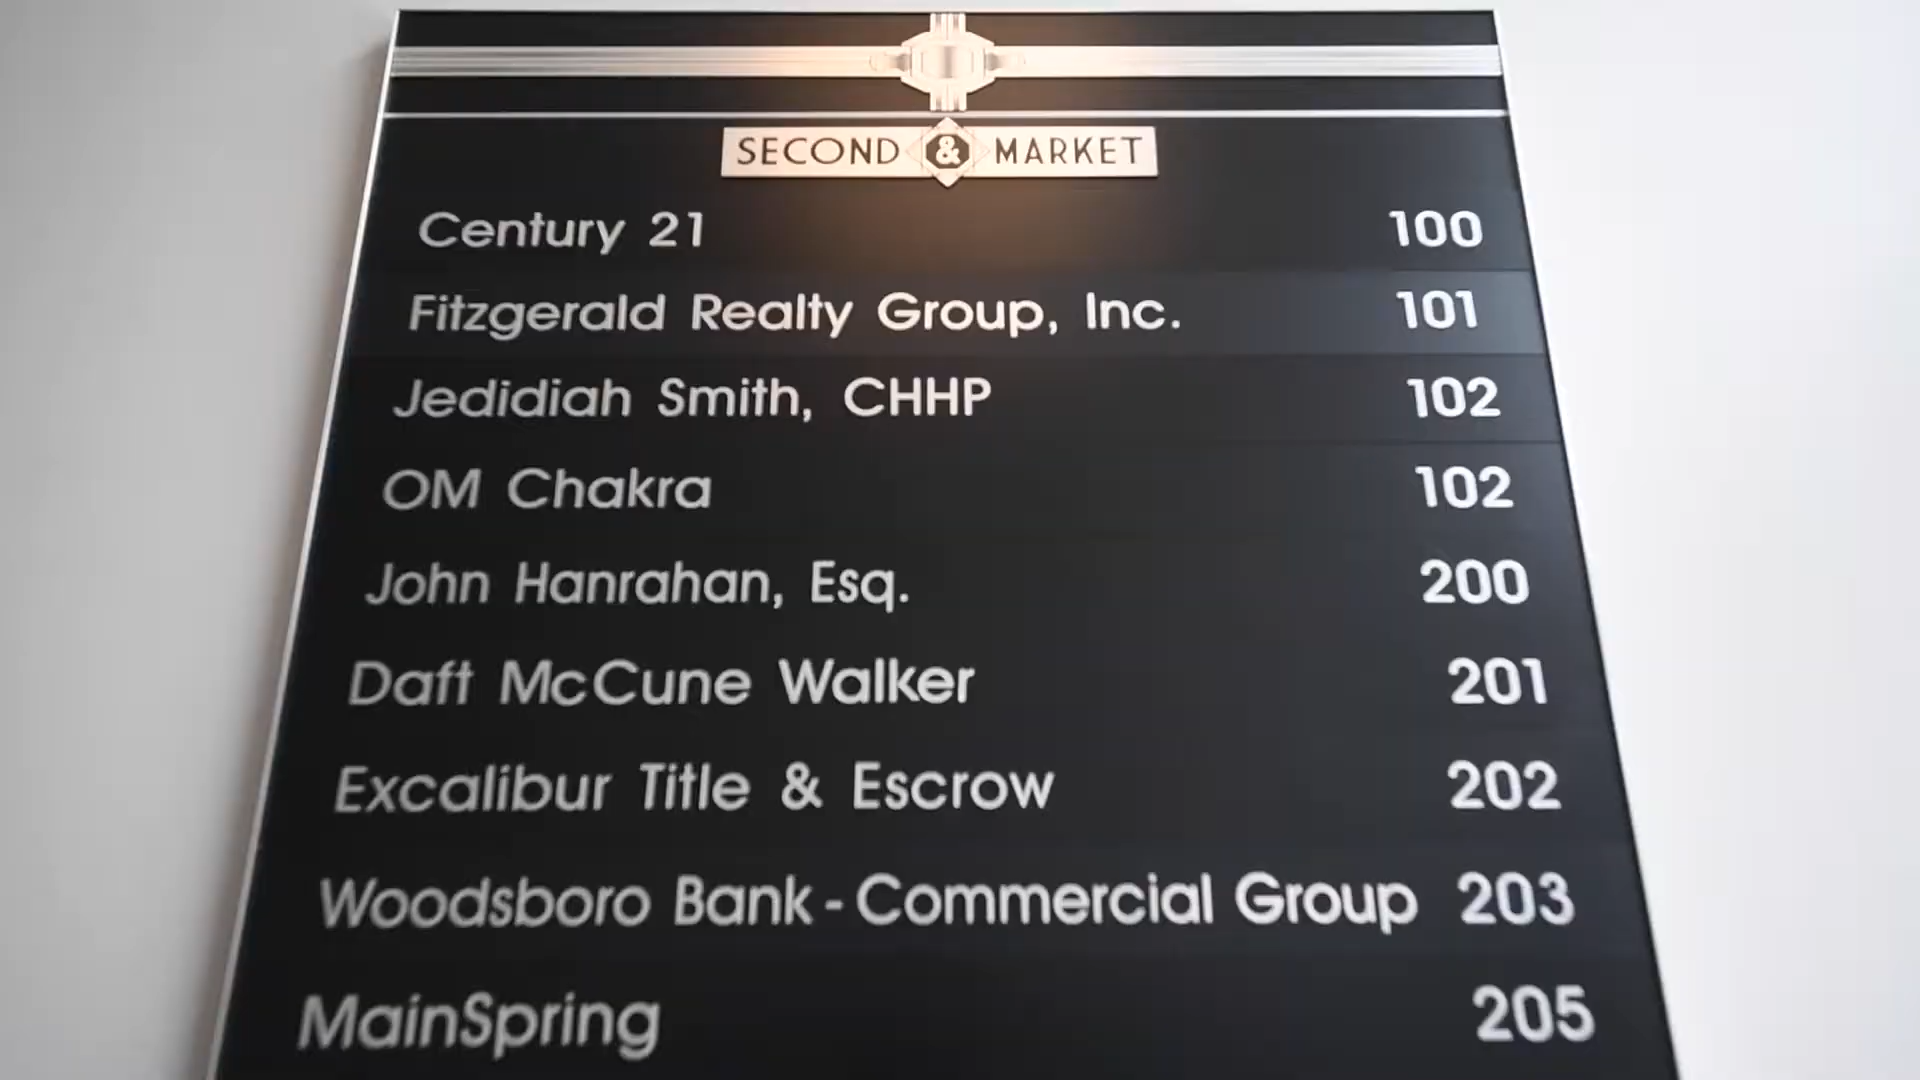 SECOND & MARKET
Century 21 100
Fitzgerald Realty Group, Inc. 101
Jedidiah Smith, CHHP 102
OM Chakra 102
John Hanrahan, Esq. 200
Daft McCune Walker 201
Excalibur Title & Escrow 202
Woodsboro Bank - Commercial Group 203
MainSpring 205